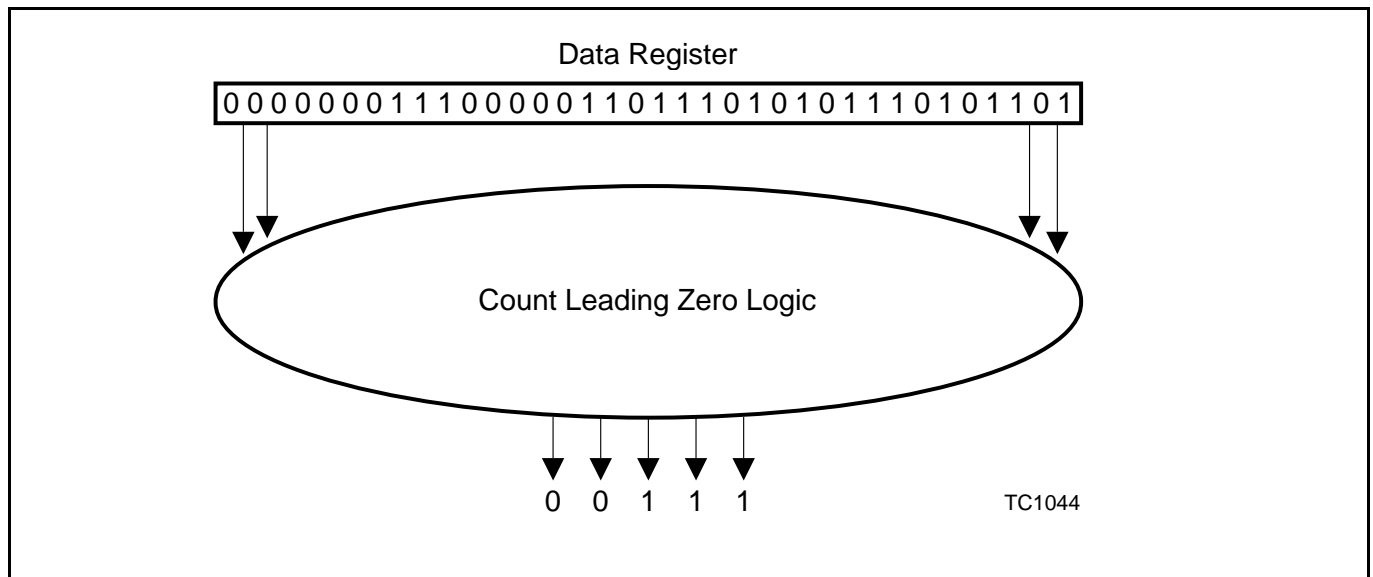 Data Register
0 0 0 0 0 0 0 1 1 1 0 0 0 0 0 1 1 0 1 1 1 0 1 0 1 0 1 1 1 0 1 0 1 1 0 1
Count Leading Zero Logic
0 0 1 1 1
TC1044